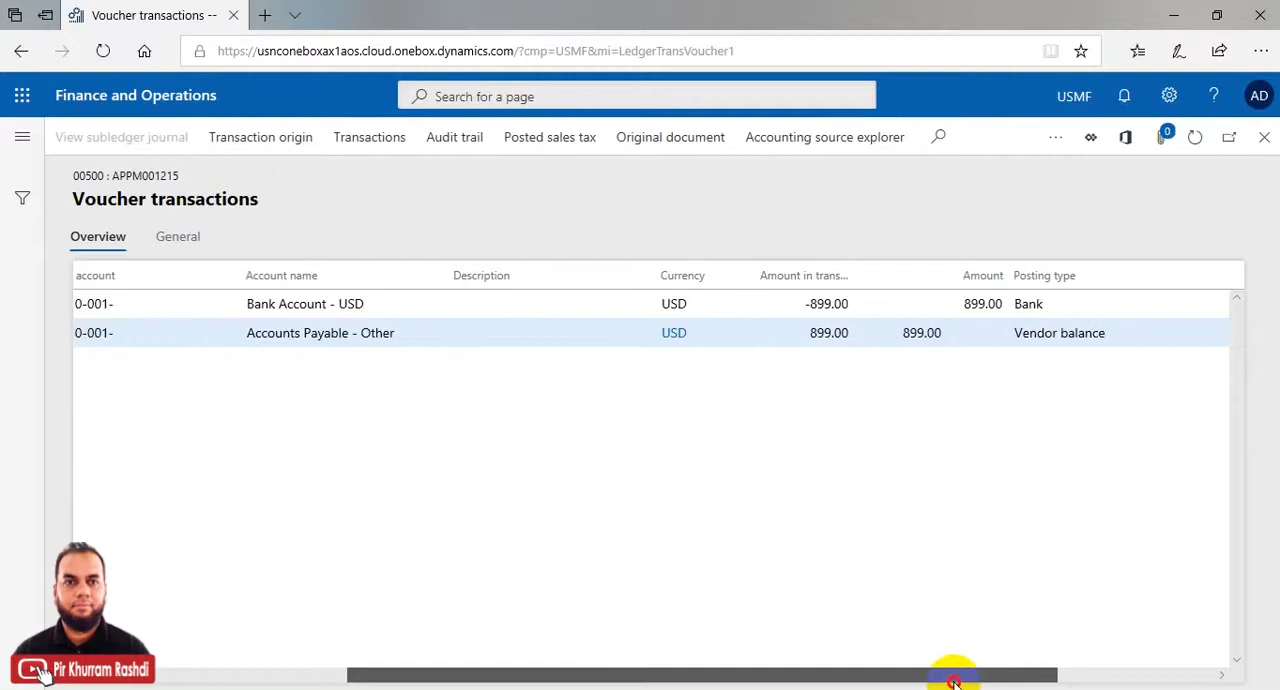 Voucher transactions --
https://usnconeboxax1aos.cloud.onebox.dynamics.com/?cmp=USMF&mi=LedgerTransVoucher1
Finance and Operations
Search for a page
USMF
?
AD
View subledger journal Transaction origin Transactions Audit trail Posted sales tax Original document Accounting source explorer
... 0
00500 : APPM001215
Voucher transactions
Overview General
account Account name Description Currency Amount in trans... Amount Posting type
0-001- Bank Account - USD USD -899.00 899.00 Bank
0-001- Accounts Payable - Other USD 899.00 899.00 Vendor balance
Pir Khurram Rashdi